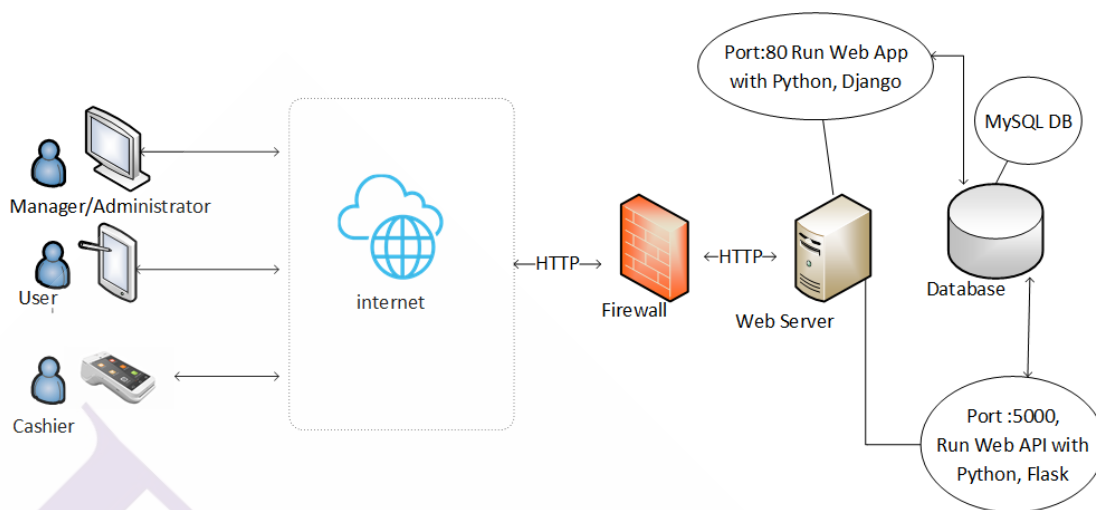 Port:80 Run Web App
with Python, Django
MySQL DB
Manager/Administrator
User
Cashier
internet
HTTP
Firewall
HTTP
Web Server
Database
Port :5000,
Run Web API with
Python, Flask